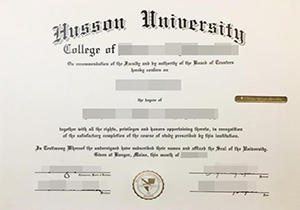 Husson University
College of
On recommendation of the Faculty and by authority of the Board of Trustees
hereby confers on
the degree of
together with all the rights, privileges and honors appertaining thereto, in recognition
of the satisfactory completion of the course of study prescribed by this institution.
In Testimony Whereof the undersigned have subscribed their names and affixed the Seal of the University.
Given at Bangor, Maine, this month of